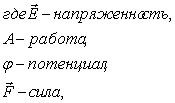 где E⃗ – напряженность,
A – работа
φ – потенциал,
F⃗ – сила,